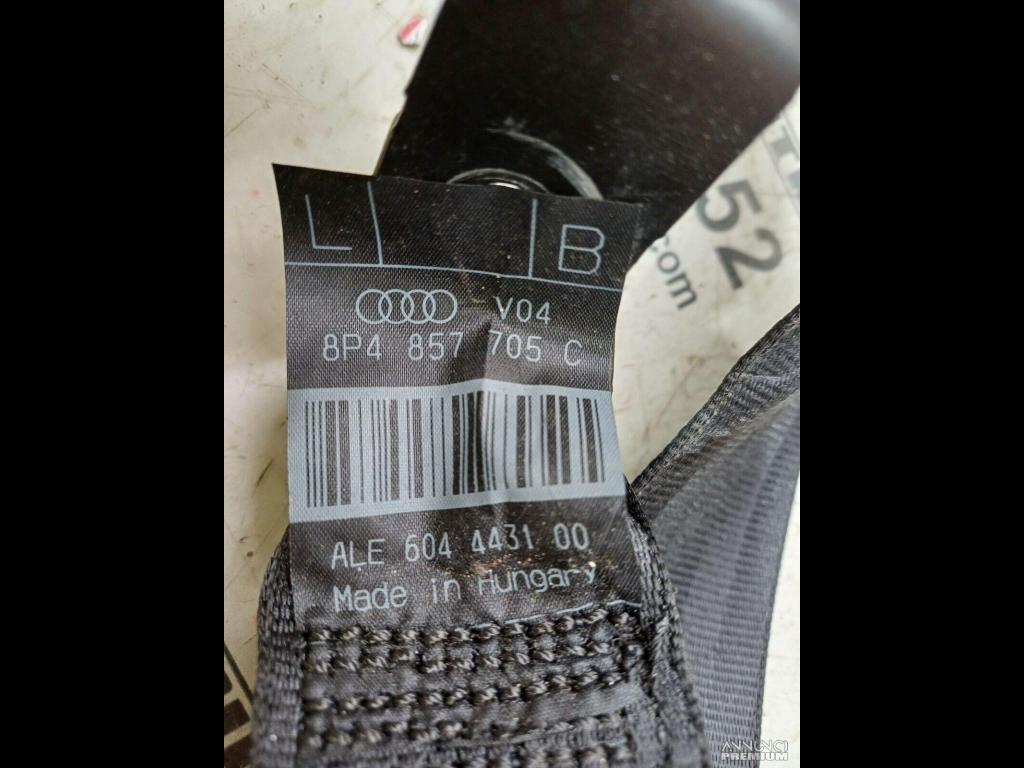 L B
V04
8P4 857 705 C
ALE 604 4431 00
Made in Hungary
52
.com
ANNUNCI
PREMIUM